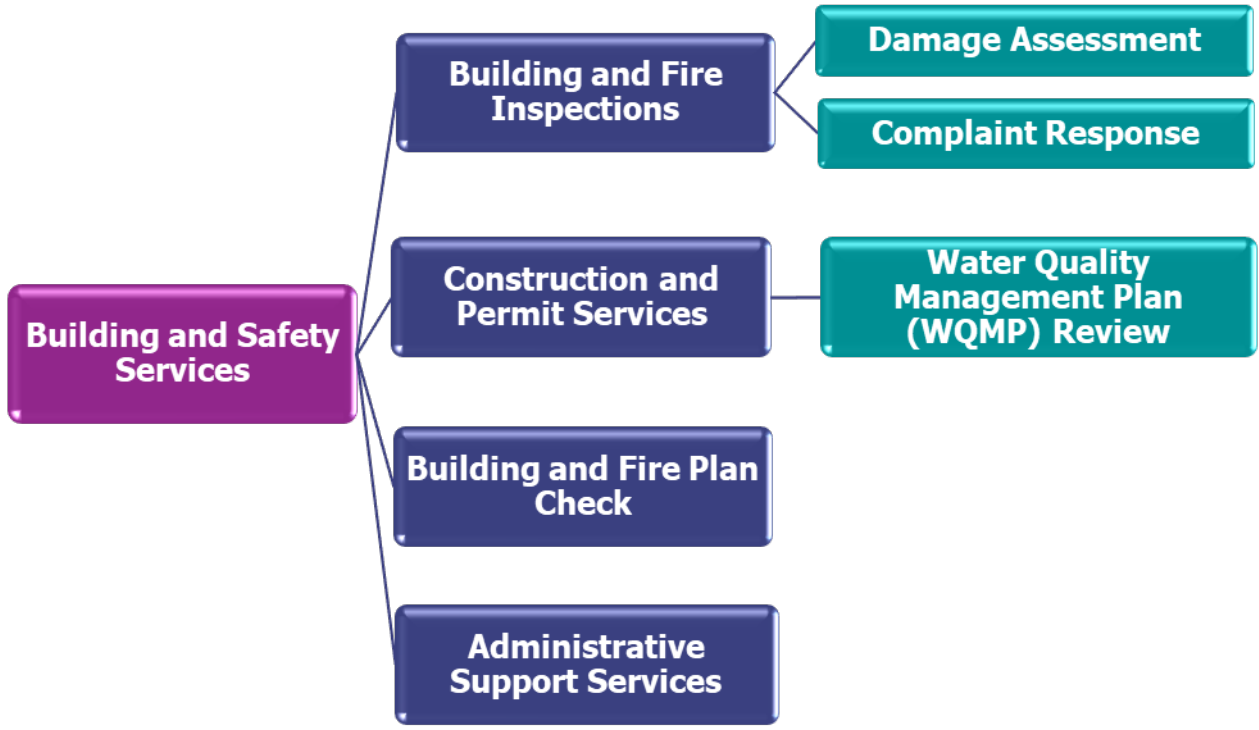 Building and Safety
Services
Building and Fire
Inspections
Damage Assessment
Complaint Response
Construction and
Permit Services
Water Quality
Management Plan
(WQMP) Review
Building and Fire Plan
Check
Administrative
Support Services